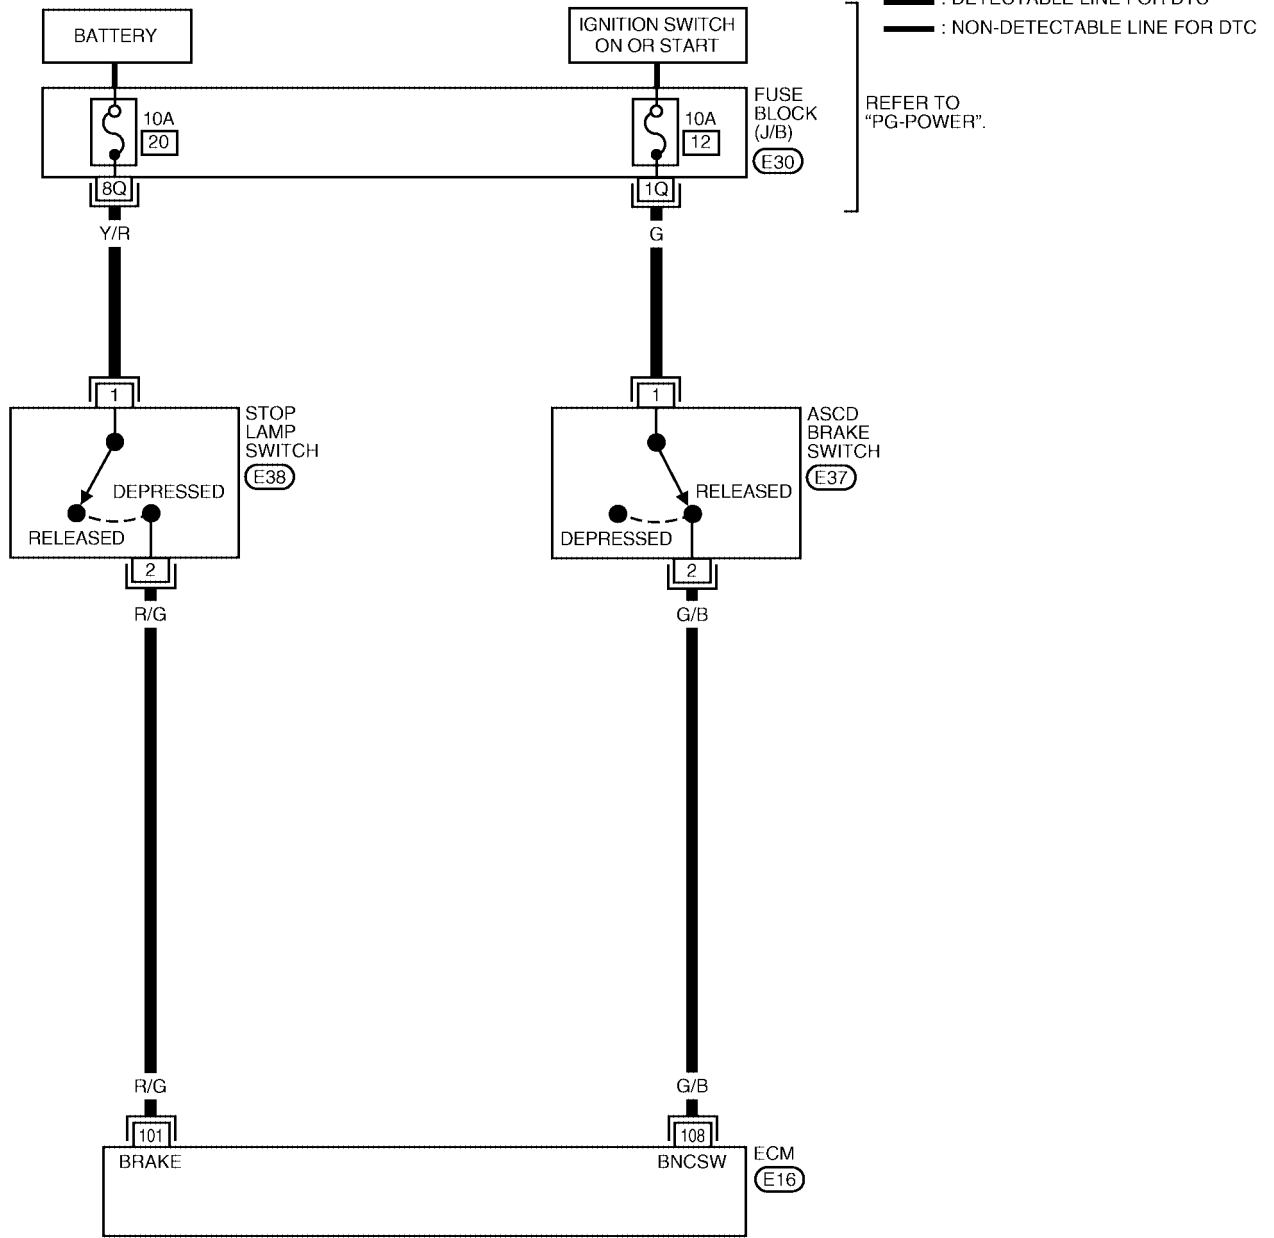 : DETECTABLE LINE FOR DTC
: NON-DETECTABLE LINE FOR DTC
BATTERY
IGNITION SWITCH
ON OR START
10A
20
10A
12
FUSE
BLOCK
(J/B)
E30
REFER TO
“PG-POWER”.
8Q
1Q
Y/R
G
1
1
STOP
LAMP
SWITCH
E38
DEPRESSED
RELEASED
ASCD
BRAKE
SWITCH
E37
RELEASED
DEPRESSED
2
2
R/G
G/B
R/G
G/B
101
108
BRAKE
BNCSW
ECM
E16